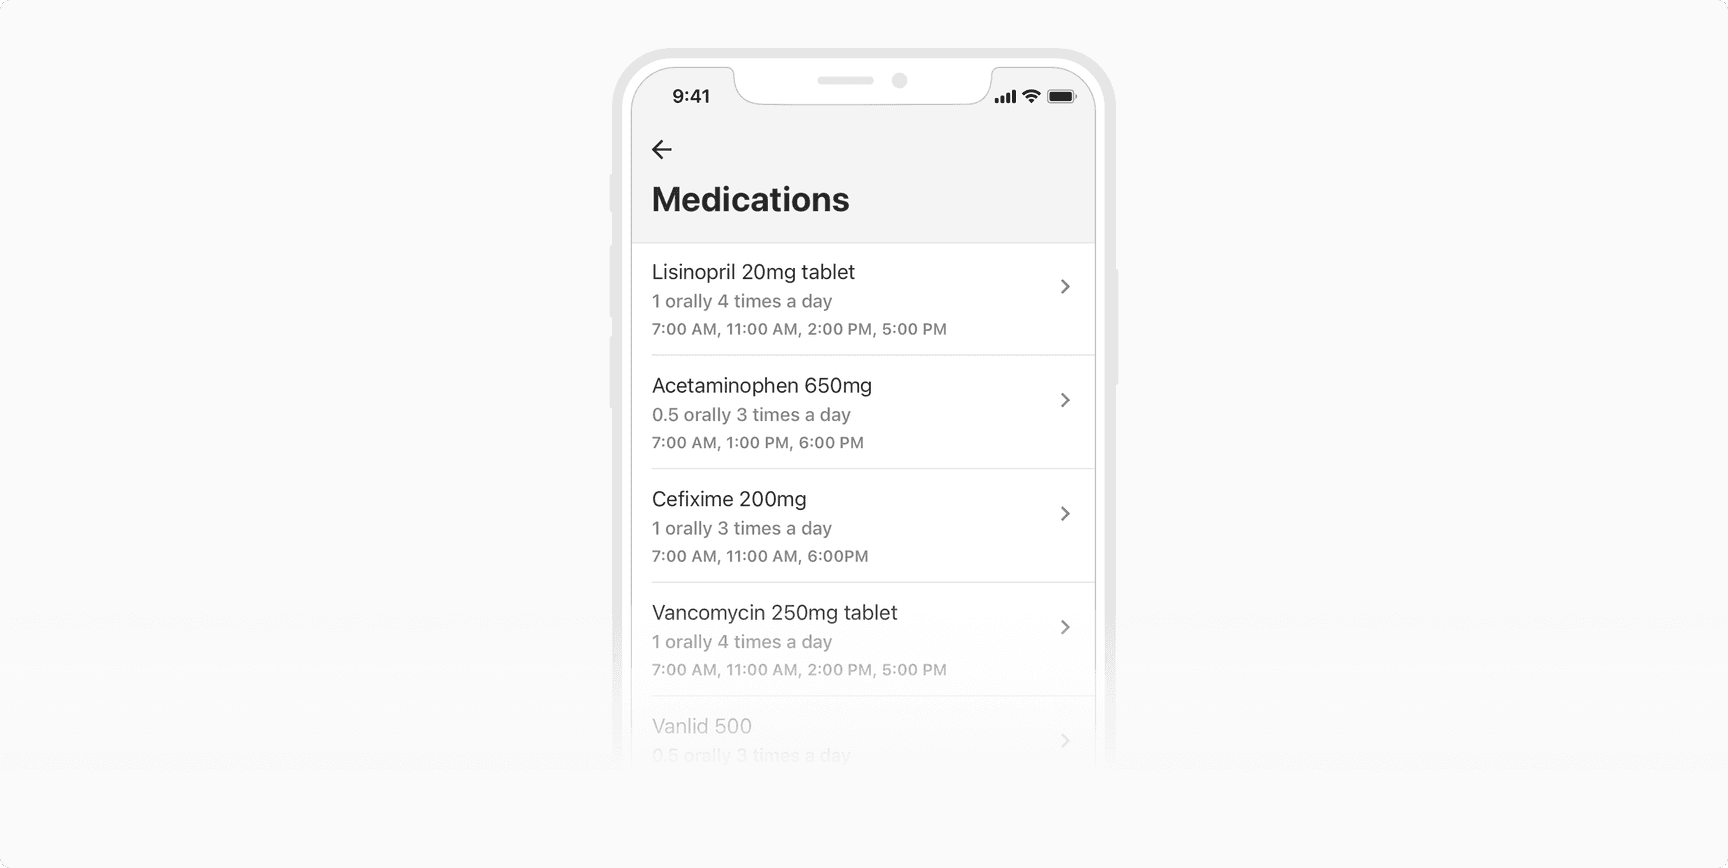 9:41
Medications
Lisinopril 20mg tablet
1 orally 4 times a day
7:00 AM, 11:00 AM, 2:00 PM, 5:00 PM
Acetaminophen 650mg
0.5 orally 3 times a day
7:00 AM, 1:00 PM, 6:00 PM
Cefixime 200mg
1 orally 3 times a day
7:00 AM, 11:00 AM, 6:00PM
Vancomycin 250mg tablet
1 orally 4 times a day
7:00 AM, 11:00 AM, 2:00 PM, 5:00 PM
Vanlid 500
0.5 orally 3 times a day